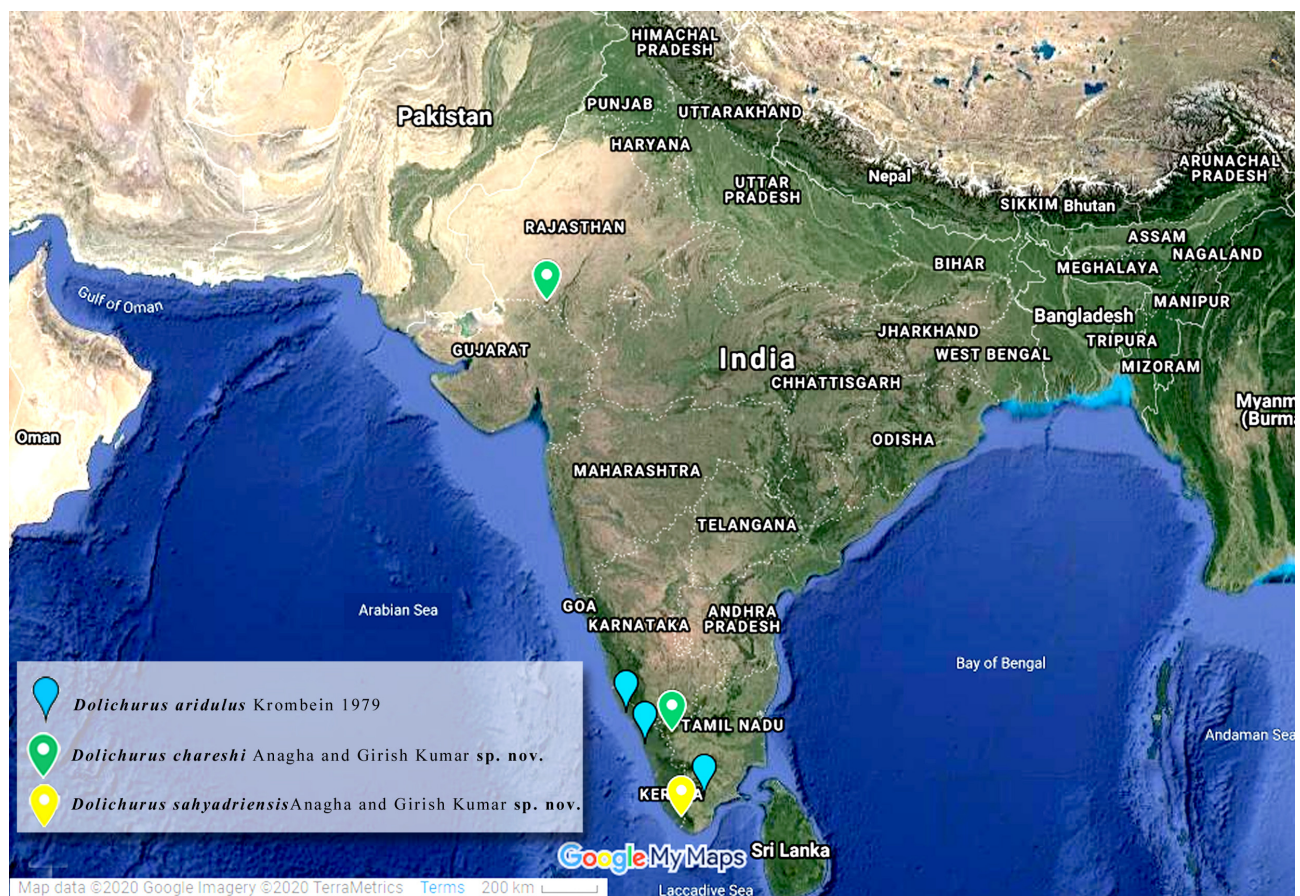 HIMACHAL
PRADESH
Pakistan
PUNJAB
UTTARAKHAND
HARYANA
ARUNACHAL
PRADESH
UTTAR
PRADESH
Nepal
SIKKIM Bhutan
RAJASTHAN
ASSAM
NAGALAND
BIHAR
MEGHALAYA
Gulf of Oman
MANIPUR
Bangladesh
JHARKHAND
TRIPURA
GUJARAT
India
WEST BENGAL
MIZORAM
CHHATTISGARH
Oman
ODISHA
MAHARASHTRA
TELANGANA
Arabian Sea
GOA
KARNATAKA
ANDHRA
PRADESH
Bay of Bengal
Dolichurus aridulus Krombein 1979
TAMIL NADU
Andaman Sea
Dolichurus chareshi Anagha and Girish Kumar sp. nov.
Dolichurus sahyadriensisAnagha and Girish Kumar sp. nov.
Google My Maps
Sri Lanka
Map data ©2020 Google Imagery ©2020 TerraMetrics Terms 200 km
Laccadive Sea